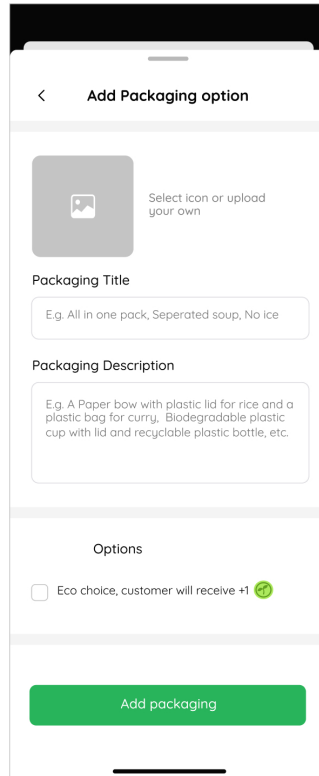 Add Packaging option
Select icon or upload
your own
Packaging Title
E.g. All in one pack, Seperated soup, No ice
Packaging Description
E.g. A Paper bow with plastic lid for rice and a
plastic bag for curry,  Biodegradable plastic
cup with lid and recyclable plastic bottle, etc.
Options
Eco choice, customer will receive +1
Add packaging